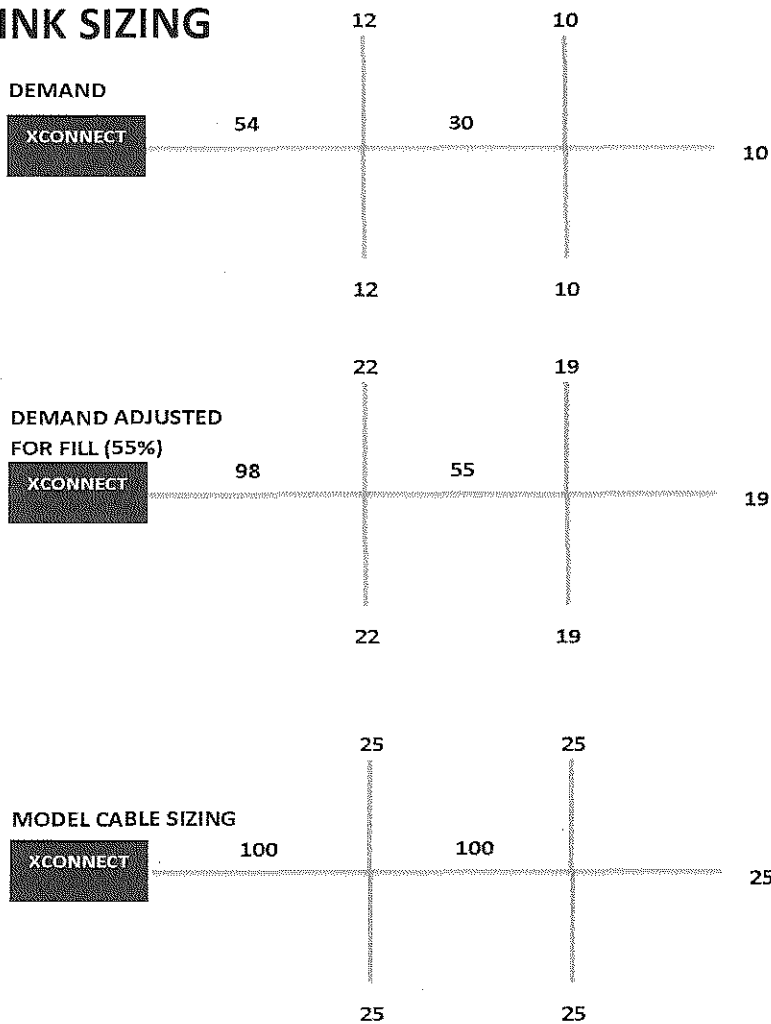 INK SIZING
12 10
DEMAND
XCONNECT
54 30
10
12 10
22 19
DEMAND ADJUSTED
FOR FILL (55%)
XCONNECT
98 55
19
22 19
25 25
MODEL CABLE SIZING
XCONNECT
100 100
25
25 25